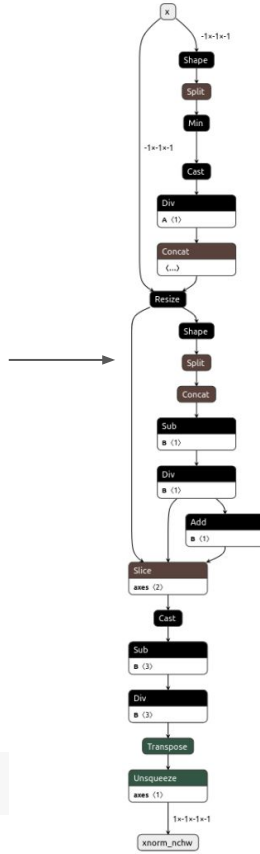 x
-1×-1×-1
Shape
Split
Min
-1×-1×-1
Cast
Div
A ⟨1⟩
Concat
⟨...⟩
Resize
Shape
Split
Concat
Sub
B ⟨1⟩
Div
B ⟨1⟩
Add
B ⟨1⟩
Slice
axes ⟨2⟩
Cast
Sub
B ⟨3⟩
Div
B ⟨3⟩
Transpose
Unsqueeze
axes ⟨1⟩
1×-1×-1×-1
xnorm_nchw